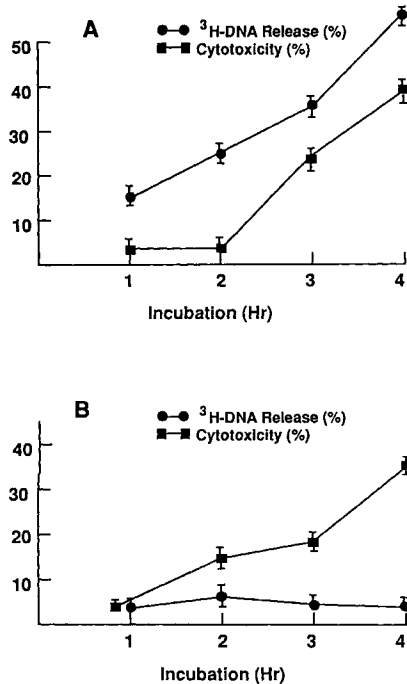 A
³H-DNA Release (%)
Cytotoxicity (%)
50
40
30
20
10
1 2 3 4
Incubation (Hr)
B
³H-DNA Release (%)
Cytotoxicity (%)
40
30
20
10
1 2 3 4
Incubation (Hr)